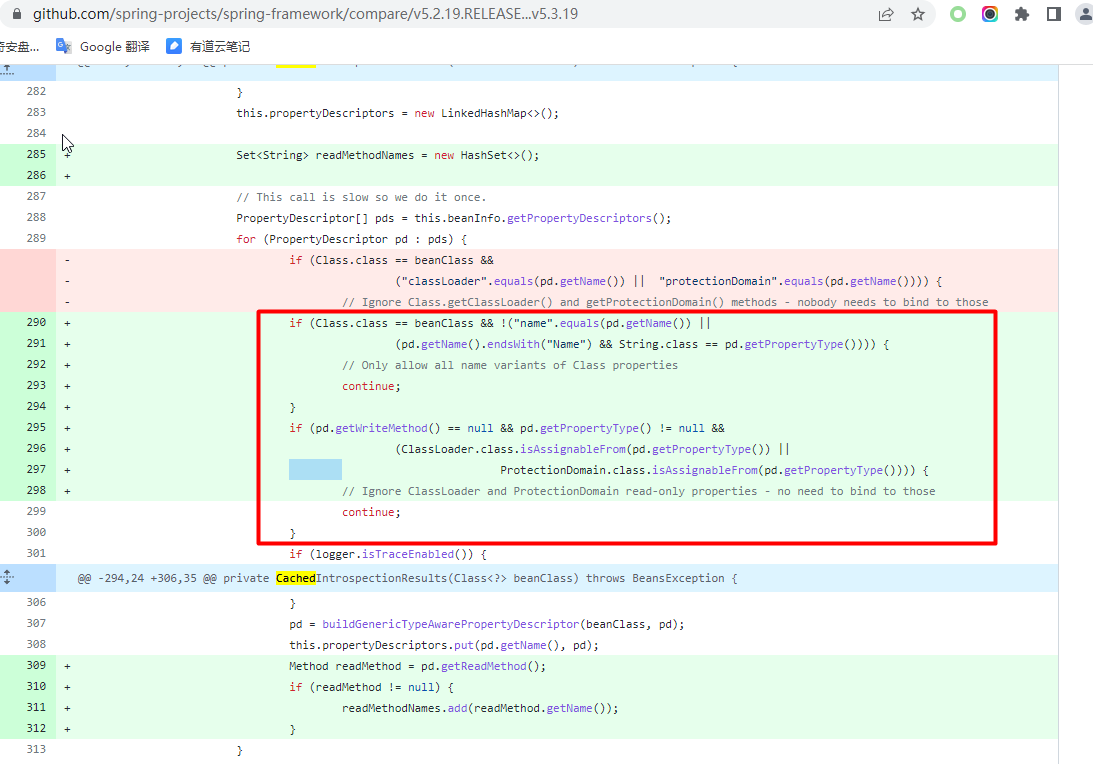 github.com/spring-projects/spring-framework/compare/v5.2.19.RELEASE...v5.3.19
安盘... Google 翻译 有道云笔记
282 }
283 this.propertyDescriptors = new LinkedHashMap<>();
284
285 + Set<String> readMethodNames = new HashSet<>();
286 +
287 // This call is slow so we do it once.
288 PropertyDescriptor[] pds = this.beanInfo.getPropertyDescriptors();
289 for (PropertyDescriptor pd : pds) {
- if (Class.class == beanClass &&
- ("classLoader".equals(pd.getName()) || "protectionDomain".equals(pd.getName()))) {
- // Ignore Class.getClassLoader() and getProtectionDomain() methods - nobody needs to bind to those
290 + if (Class.class == beanClass && !("name".equals(pd.getName()) ||
291 + (pd.getName().endsWith("Name") && String.class == pd.getPropertyType()))) {
292 + // Only allow all name variants of Class properties
293 + continue;
294 + }
295 + if (pd.getWriteMethod() == null && pd.getPropertyType() != null &&
296 + (ClassLoader.class.isAssignableFrom(pd.getPropertyType()) ||
297 + ProtectionDomain.class.isAssignableFrom(pd.getPropertyType()))) {
298 + // Ignore ClassLoader and ProtectionDomain read-only properties - no need to bind to those
299 continue;
300 }
301 if (logger.isTraceEnabled()) {
@@ -294,24 +306,35 @@ private CachedIntrospectionResults(Class<?> beanClass) throws BeansException {
306 }
307 pd = buildGenericTypeAwarePropertyDescriptor(beanClass, pd);
308 this.propertyDescriptors.put(pd.getName(), pd);
309 + Method readMethod = pd.getReadMethod();
310 + if (readMethod != null) {
311 + readMethodNames.add(readMethod.getName());
312 + }
313 }